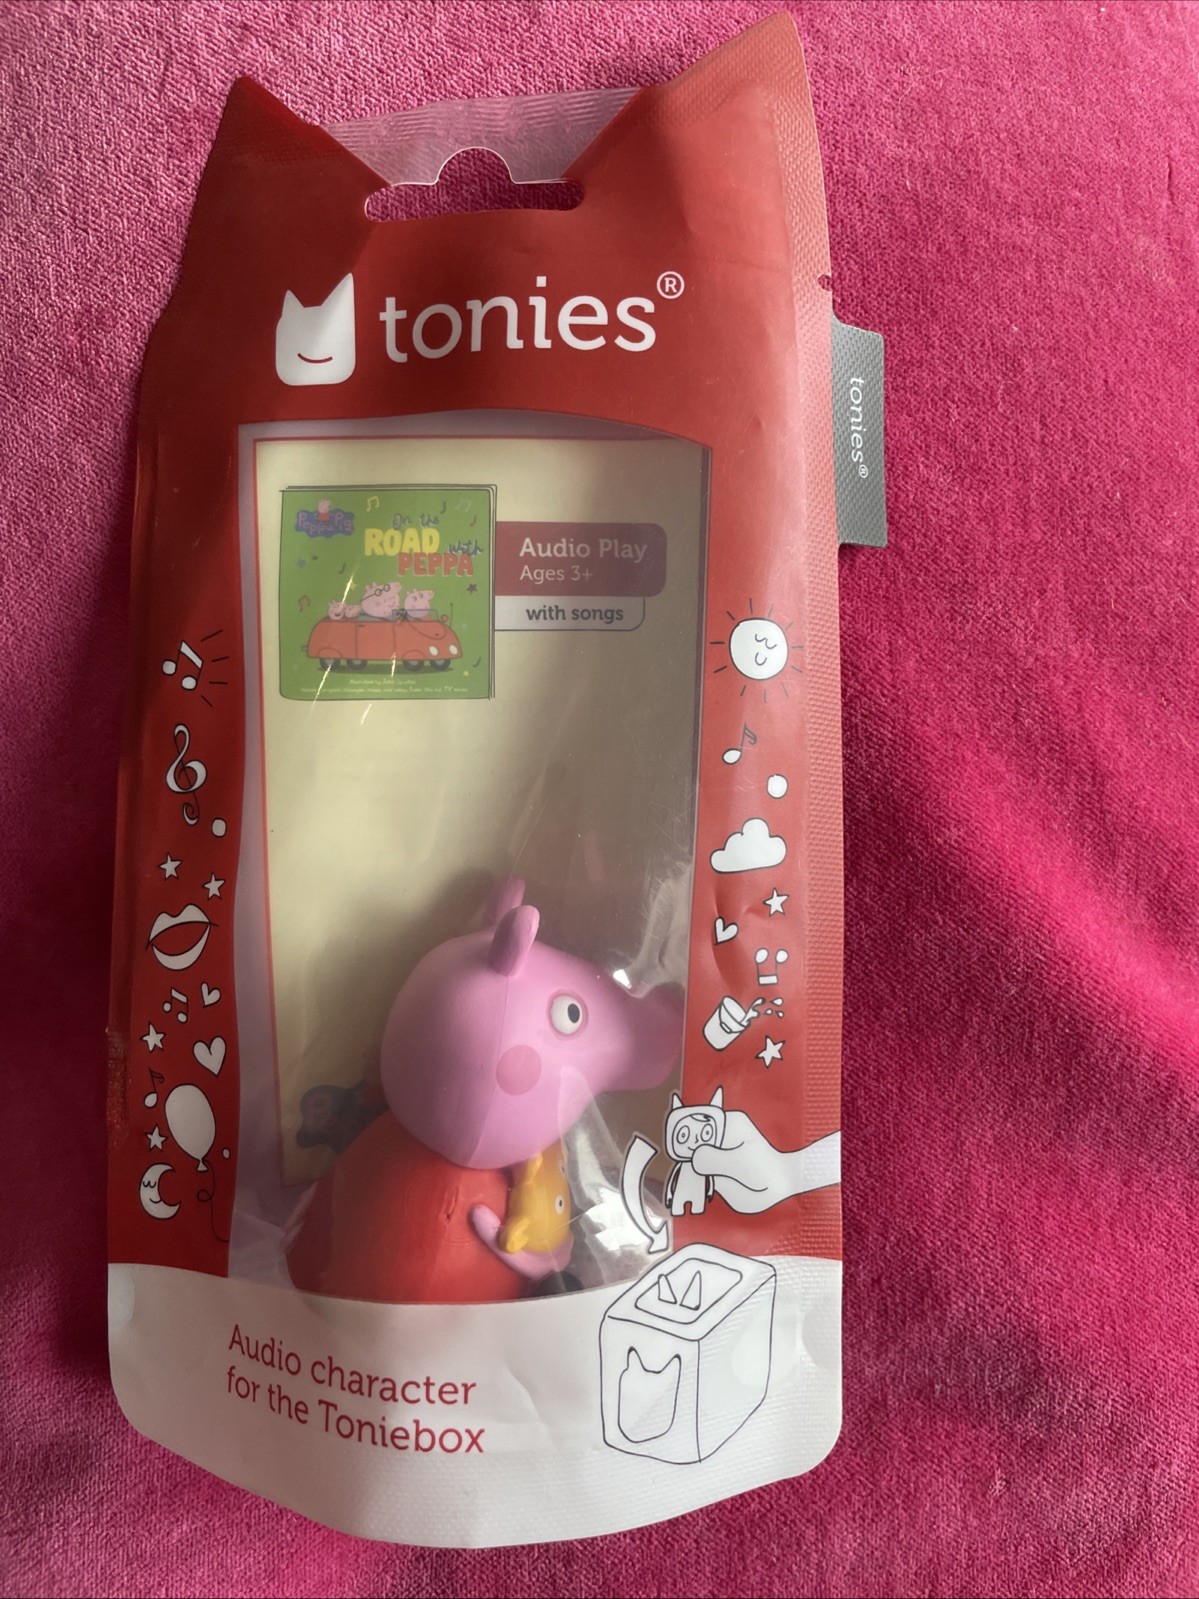 tonies®
tonies®
Peppa Pig
On the
ROAD with
PEPPA
Audio Play
Ages 3+
with songs
Audio character
for the Toniebox